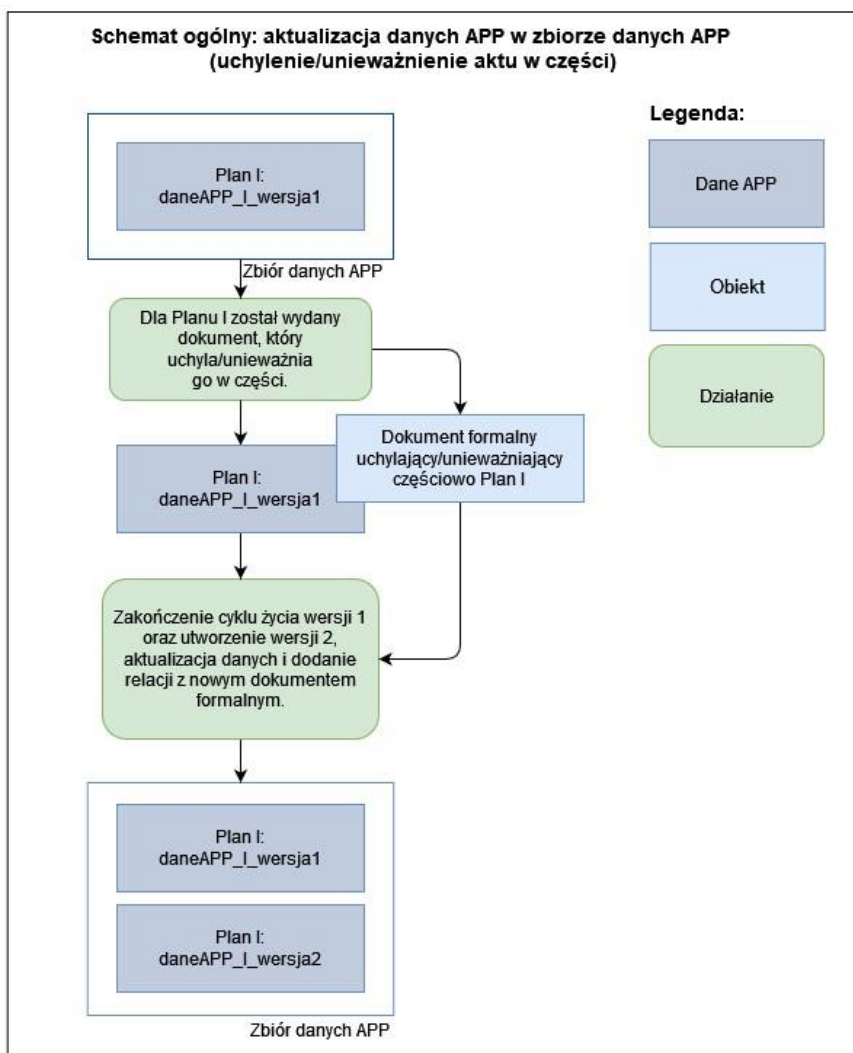 Schemat ogólny: aktualizacja danych APP w zbiorze danych APP
(uchylenie/unieważnienie aktu w części)
Legenda:
Plan I:
daneAPP_I_wersja1
Zbiór danych APP
Dane APP
Obiekt
Działanie
Dla Planu I został wydany
dokument, który
uchyla/unieważnia
go w części.
Plan I:
daneAPP_I_wersja1
Dokument formalny
uchylający/unieważniający
częściowo Plan I
Zakończenie cyklu życia wersji 1
oraz utworzenie wersji 2,
aktualizacja danych i dodanie
relacji z nowym dokumentem
formalnym.
Plan I:
daneAPP_I_wersja1
Plan I:
daneAPP_I_wersja2
Zbiór danych APP